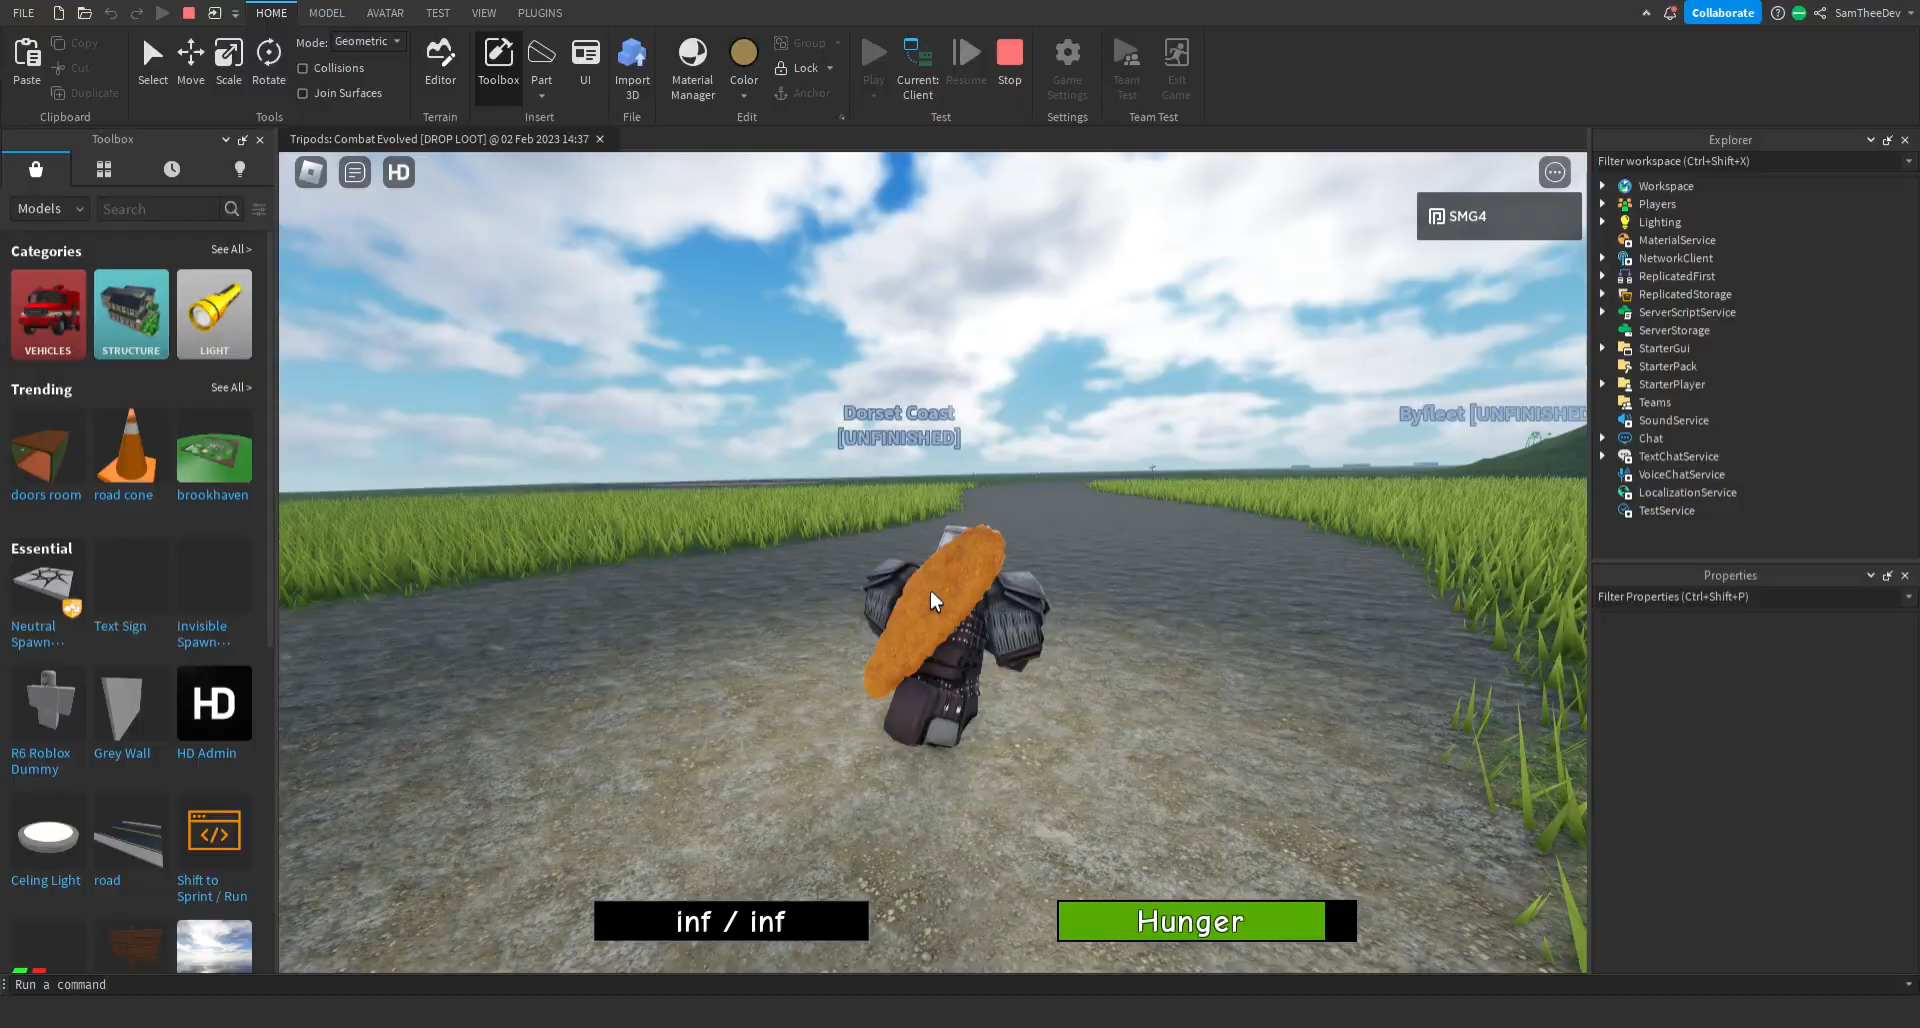 FILE
HOME
MODEL
AVATAR
TEST
VIEW
PLUGINS
Collaborate
SamTheeDev
Paste
Copy
Cut
Duplicate
Clipboard
Select
Move
Scale
Rotate
Mode:
Geometric
Collisions
Join Surfaces
Tools
Editor
Terrain
Toolbox
Part
UI
Insert
Import
3D
File
Material
Manager
Color
Group
Lock
Anchor
Edit
Play
Current:
Client
Resume
Stop
Test
Game
Settings
Settings
Team
Test
Exit
Game
Team Test
Toolbox
Models
Search
Categories
See All >
VEHICLES
STRUCTURE
LIGHT
Trending
See All >
doors room
road cone
brookhaven
Essential
Neutral
Spawn...
Text Sign
Invisible
Spawn...
R6 Roblox
Dummy
Grey Wall
HD
HD Admin
Celing Light
road
Shift to
Sprint / Run
Tripods: Combat Evolved [DROP LOOT] @ 02 Feb 2023 14:37
HD
SMG4
Dorset Coast
[UNFINISHED]
Byfleet [UNFINISHED
inf / inf
Hunger
Explorer
Filter workspace (Ctrl+Shift+X)
Workspace
Players
Lighting
MaterialService
NetworkClient
ReplicatedFirst
ReplicatedStorage
ServerScriptService
ServerStorage
StarterGui
StarterPack
StarterPlayer
Teams
SoundService
Chat
TextChatService
VoiceChatService
LocalizationService
TestService
Properties
Filter Properties (Ctrl+Shift+P)
Run a command